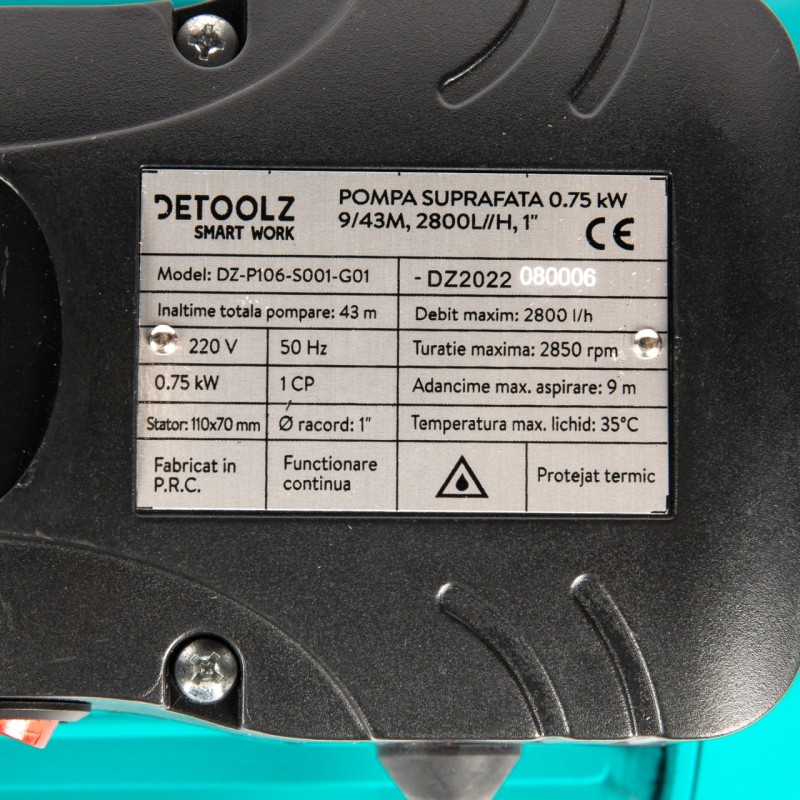 DETOOLZ
SMART WORK
POMPA SUPRAFATA 0.75 kW
9/43M, 2800L//H, 1"
CE
Model: DZ-P106-S001-G01
- DZ2022 080006
Inaltime totala pompare: 43 m
Debit maxim: 2800 l/h
220 V
50 Hz
Turatie maxima: 2850 rpm
0.75 kW
1 CP
Adancime max. aspirare: 9 m
Stator: 110x70 mm
Ø racord: 1"
Temperatura max. lichid: 35°C
Fabricat in
P.R.C.
Functionare
continua
Protejat termic